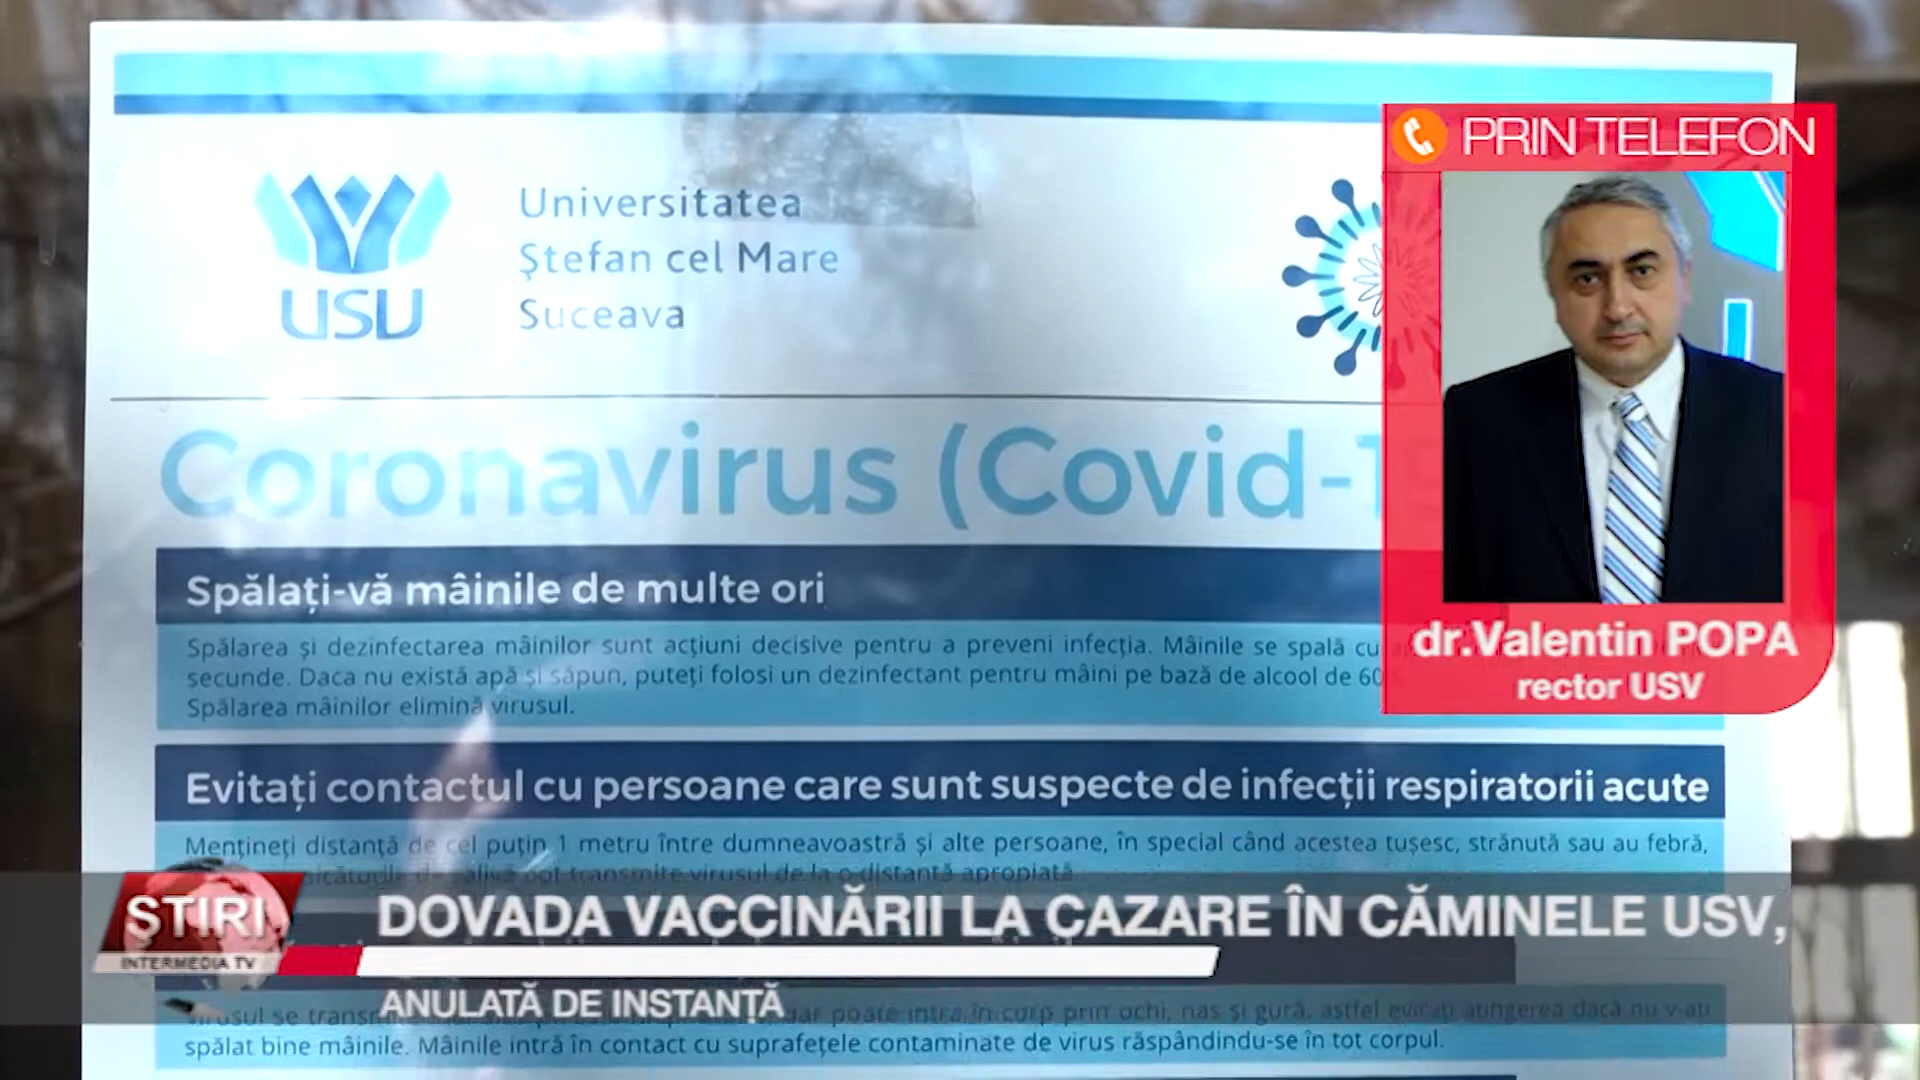 Universitatea
Ştefan cel Mare
Suceava
USV
PRIN TELEFON
Coronavirus (Covid-19
Spălați-vă mâinile de multe ori
Spălarea și dezinfectarea mâinilor sunt acțiuni decisive pentru a preveni infecția. Mâinile se spală cu
secunde. Daca nu există apă și săpun, puteți folosi un dezinfectant pentru mâini pe bază de alcool de 60
Spălarea mâinilor elimină virusul.
dr.Valentin POPA
rector USV
Evitați contactul cu persoane care sunt suspecte de infecții respiratorii acute
Mențineți distanță de cel puțin 1 metru între dumneavoastră și alte persoane, în special când acestea tușesc, strănută sau au febră,
pot transmite virusul de la o distanță apropiată.
ŞTIRI
INTERMEDIA TV
DOVADA VACCINĂRII LA CAZARE ÎN CĂMINELE USV,
ANULATĂ DE INSTANȚĂ
se poate intra în corp prin ochi, nas și gură, astfel evitați atingerea dacă nu v-ați
spălat bine mâinile. Mâinile intră în contact cu suprafețele contaminate de virus răspândindu-se în tot corpul.